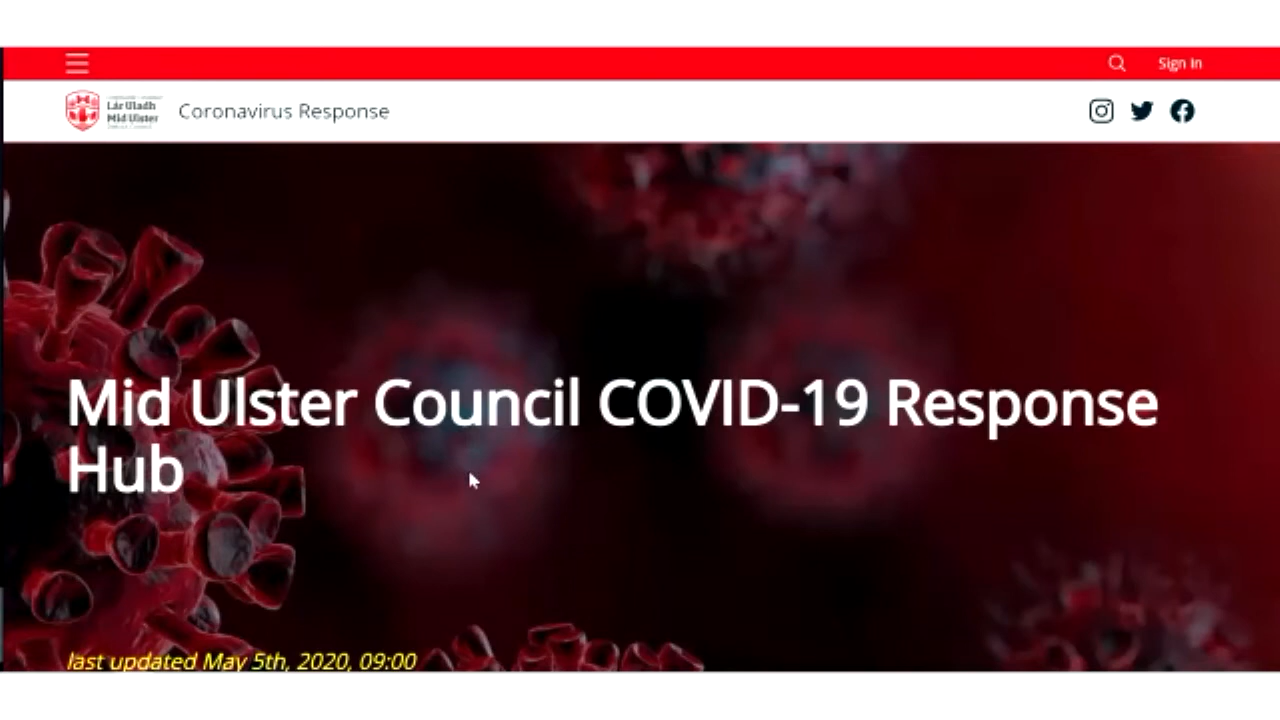 Sign In
Lár Uladh
Mid Ulster
Coronavirus Response
Mid Ulster Council COVID-19 Response
Hub
last updated May 5th, 2020, 09:00